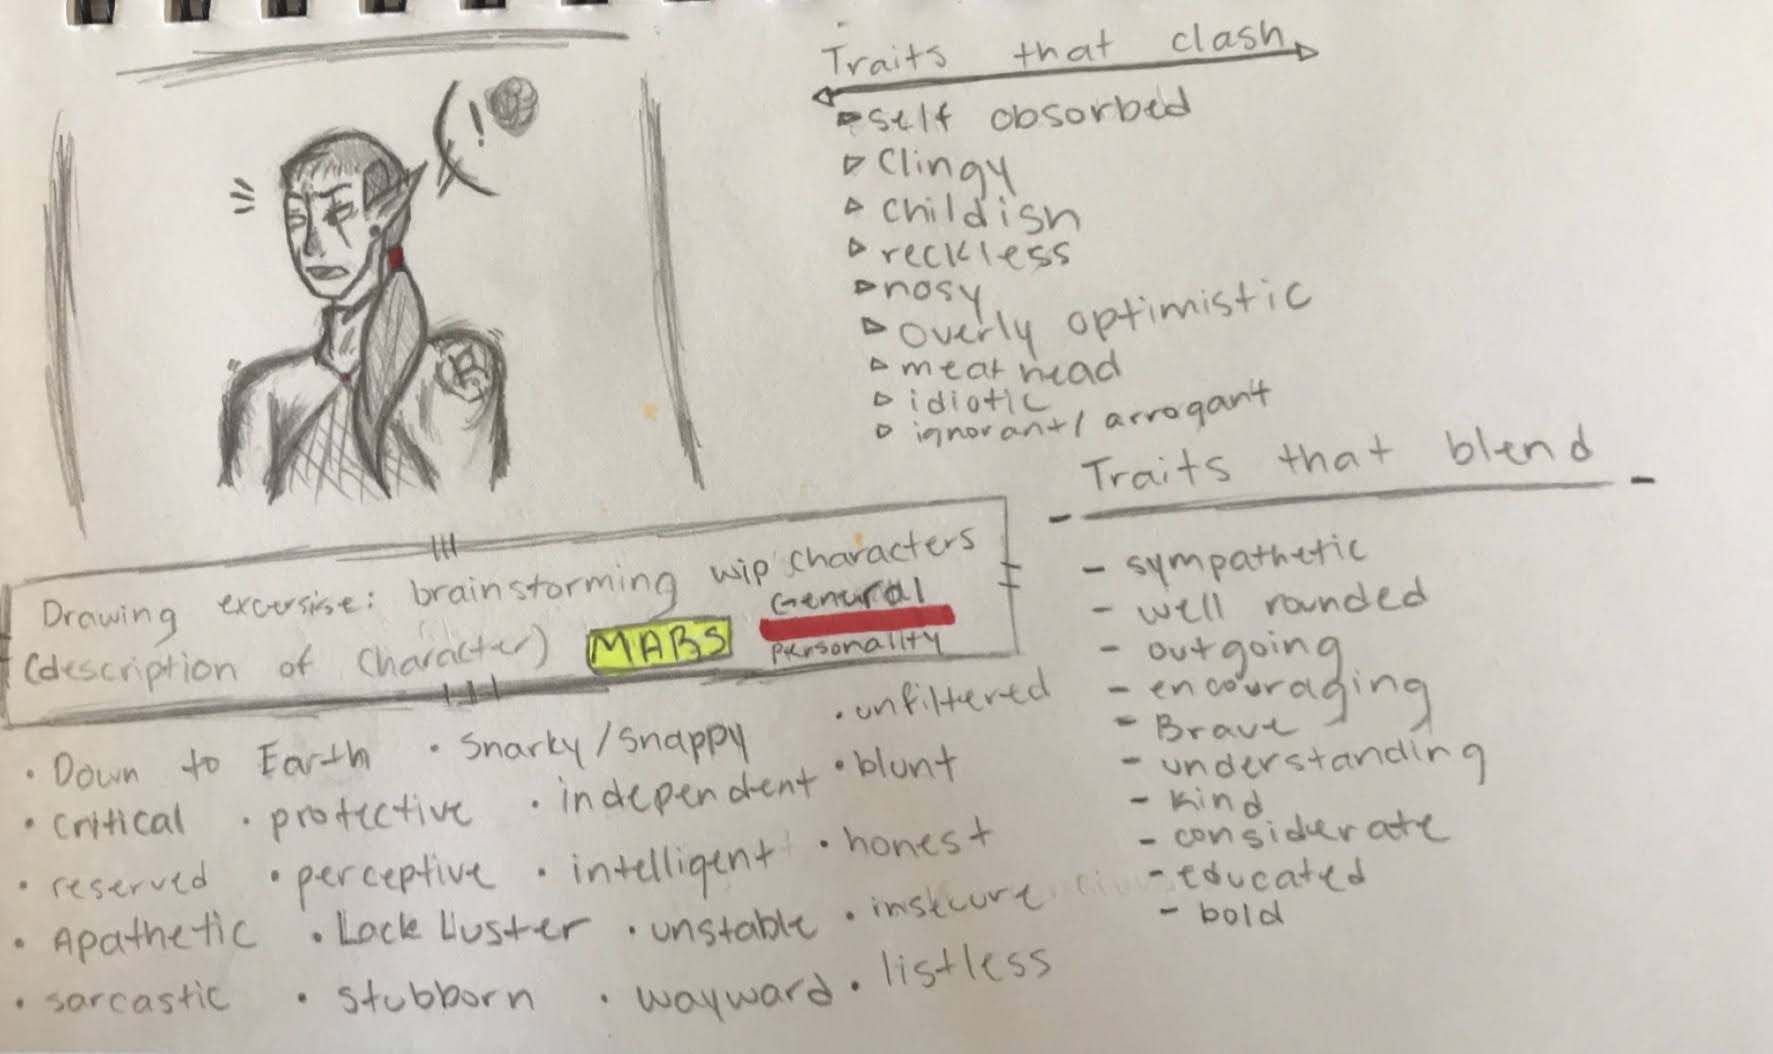 !
Traits that clash
self obsorbed
Clingy
childish
reckless
nosy
overly optimistic
meathead
idiotic
ignorant/arrogant
Traits that blend
- sympathetic
- well rounded
- outgoing
- encouraging
- Brave
- understanding
- kind
- considerate
- educated
- bold
Drawing excersise: brainstorming wip characters
(description of Character) MABS General
personality
• Down to Earth • Snarky/Snappy • unfiltered
• critical • protective • independent • blunt
• reserved • perceptive • intelligent • honest
• Apathetic • Lack Lluster • unstable • insecure
• sarcastic • stubborn • wayward • listless